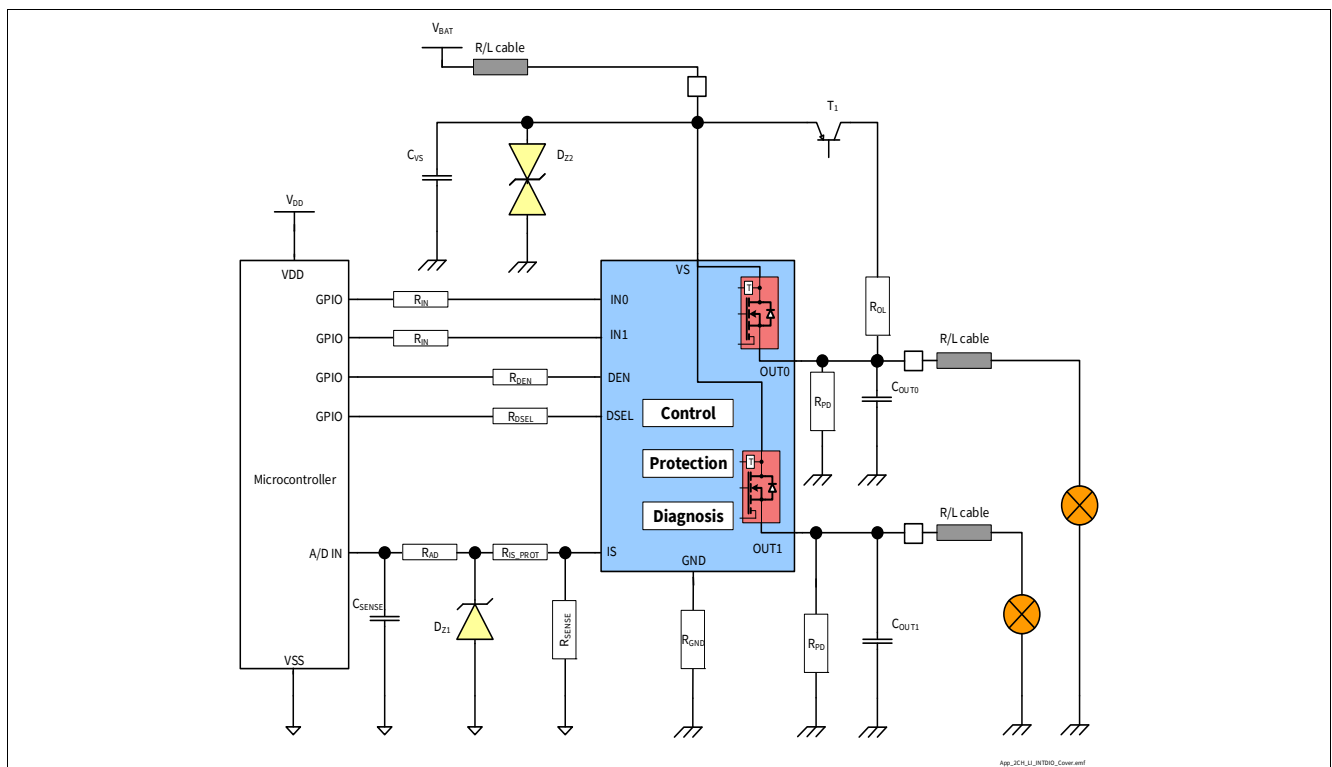 VBAT
R/L cable
T1
CVS
DZ2
VDD
VDD
VS
T
GPIO
RIN
IN0
ROL
GPIO
RIN
IN1
R/L cable
OUT0
GPIO
RDEN
DEN
RPD
COUT0
GPIO
RDSEL
DSEL
Control
Protection
T
Microcontroller
Diagnosis
R/L cable
A/D IN
RAD
RIS_PROT
IS
OUT1
GND
CSENSE
DZ1
RSENSE
RGND
RPD
COUT1
VSS
App_2CH_LI_INTDIO_Cover.emf